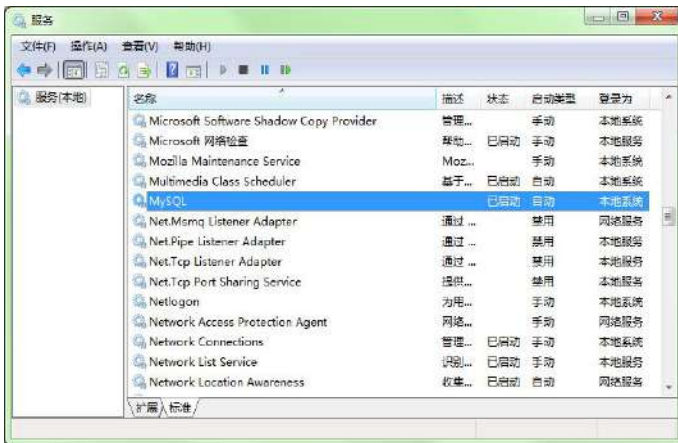 服务
文件(F) 操作(A) 查看(V) 帮助(H)
服务(本地)
名称 描述 状态 启动类型 登录为
Microsoft Software Shadow Copy Provider 管理... 手动 本地系统
Microsoft 网络检查 帮助... 已启动 手动 本地服务
Mozilla Maintenance Service Moz... 手动 本地系统
Multimedia Class Scheduler 基于... 已启动 自动 本地系统
MySQL 已启动 自动 本地系统
Net.Msmq Listener Adapter 通过 ... 禁用 网络服务
Net.Pipe Listener Adapter 通过 ... 禁用 本地服务
Net.Tcp Listener Adapter 通过 ... 禁用 本地服务
Net.Tcp Port Sharing Service 提供... 禁用 本地服务
Netlogon 为用... 手动 本地系统
Network Access Protection Agent 网络... 手动 网络服务
Network Connections 管理... 已启动 手动 本地系统
Network List Service 识别... 已启动 手动 本地服务
Network Location Awareness 收集... 已启动 自动 网络服务
扩展 标准